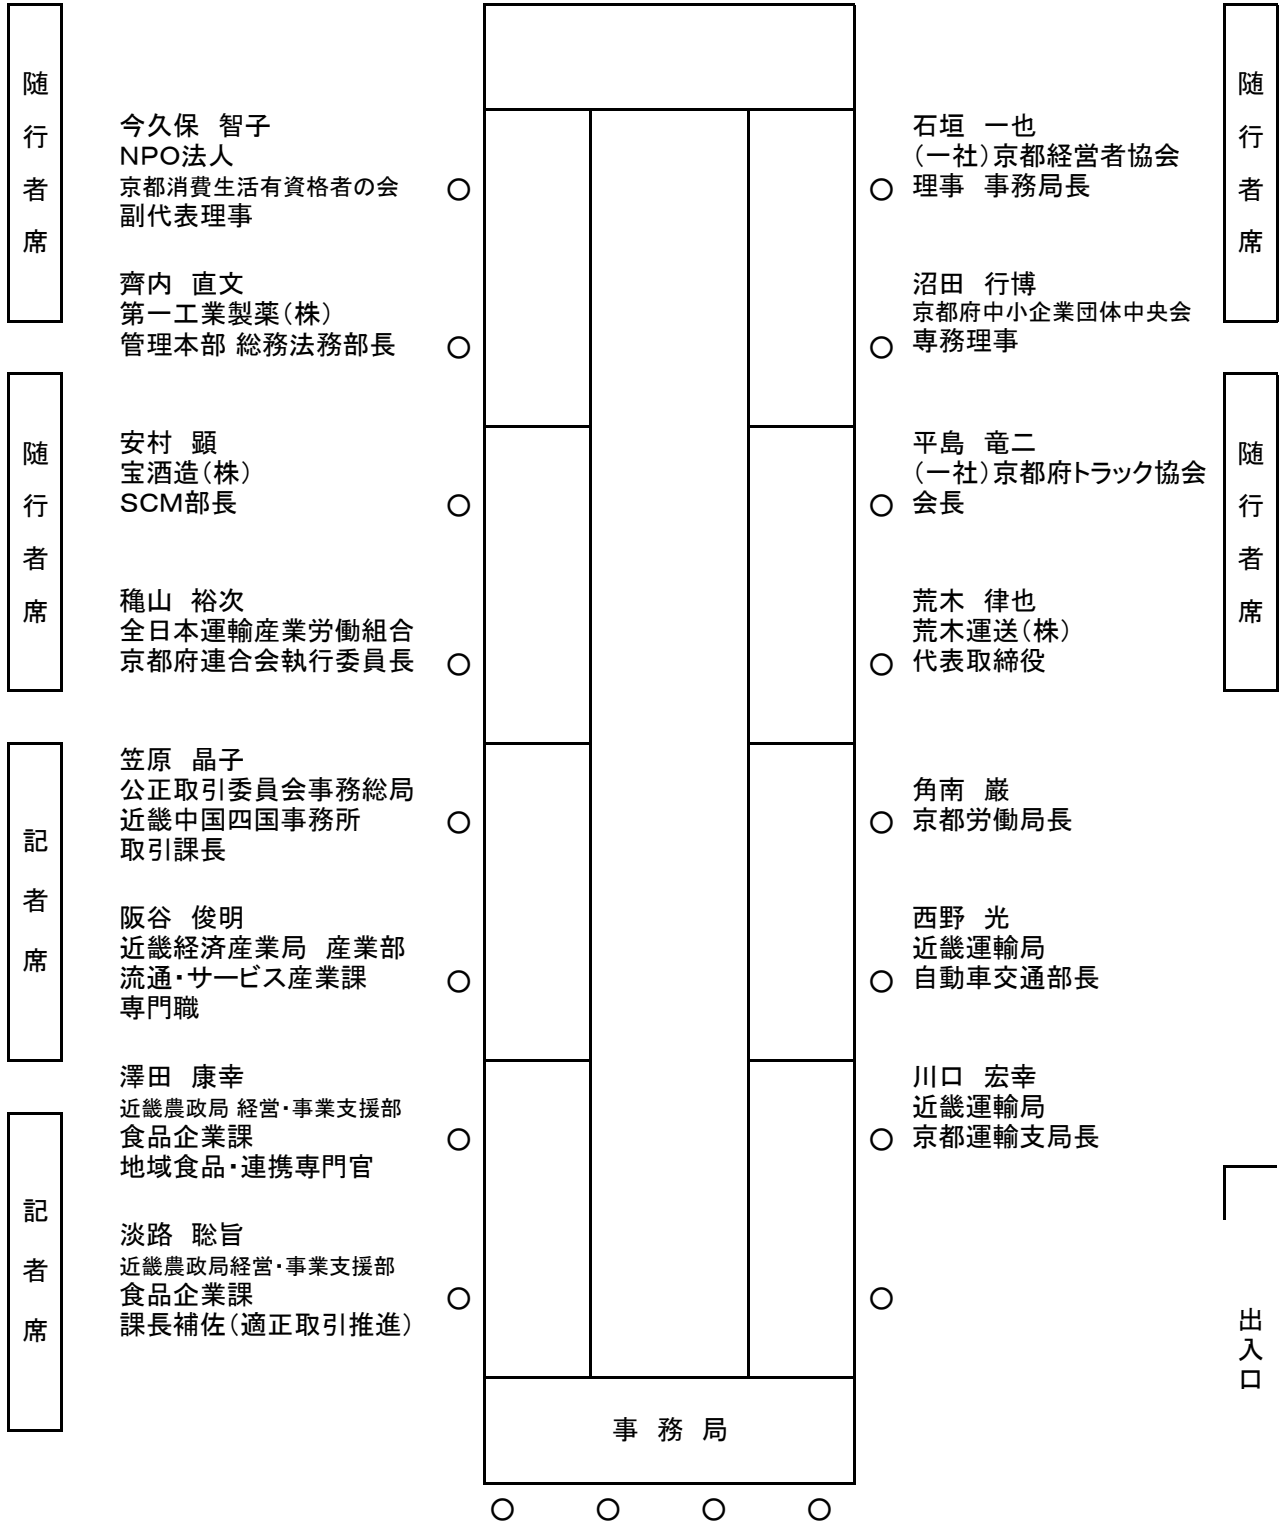 随行者席
今久保 智子
NPO法人
京都消費生活有資格者の会
副代表理事
齊内 直文
第一工業製薬（株）
管理本部 総務法務部長
随行者席
安村 顕
宝酒造（株）
SCM部長
穐山 裕次
全日本運輸産業労働組合
京都府連合会執行委員長
記者席
笠原 晶子
公正取引委員会事務総局
近畿中国四国事務所
取引課長
阪谷 俊明
近畿経済産業局 産業部
流通・サービス産業課
専門職
記者席
澤田 康幸
近畿農政局 経営・事業支援部
食品企業課
地域食品・連携専門官
淡路 聡旨
近畿農政局経営・事業支援部
食品企業課
課長補佐（適正取引推進）
石垣 一也
（一社）京都経営者協会
理事 事務局長
沼田 行博
京都府中小企業団体中央会
専務理事
随行者席
平島 竜二
（一社）京都府トラック協会
会長
荒木 律也
荒木運送（株）
代表取締役
随行者席
角南 巌
京都労働局長
西野 光
近畿運輸局
自動車交通部長
川口 宏幸
近畿運輸局
京都運輸支局長
出入口
事務局